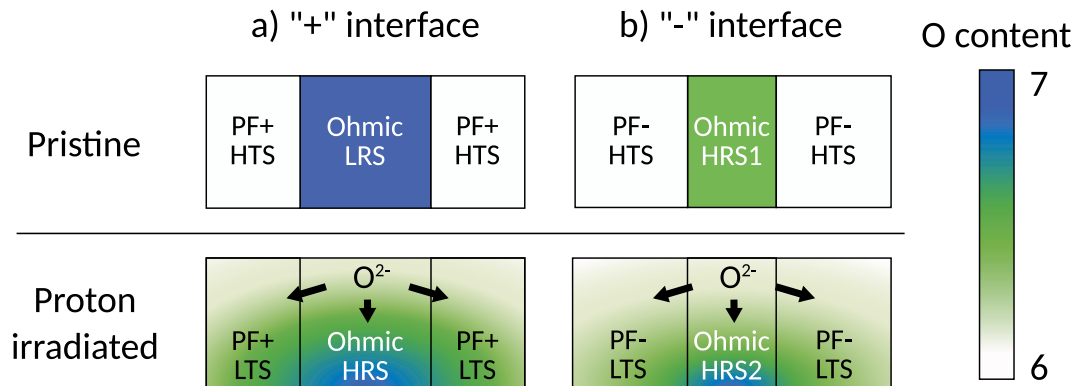 a) "+" interface
b) "-" interface
O content
Pristine
PF+
HTS
Ohmic
LRS
PF+
HTS
PF-
HTS
Ohmic
HRS1
PF-
HTS
7
6
Proton
irradiated
O²⁻
PF+
LTS
Ohmic
HRS
PF+
LTS
O²⁻
PF-
LTS
Ohmic
HRS2
PF-
LTS